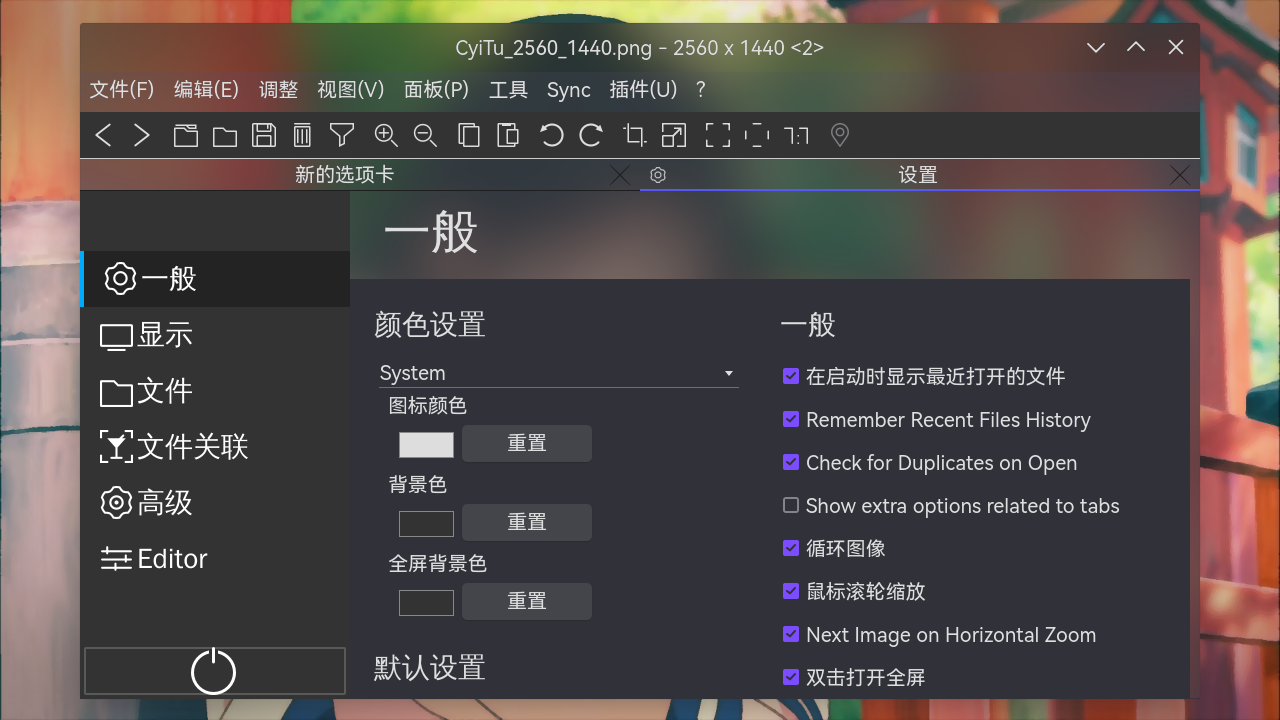 CyiTu_2560_1440.png - 2560 x 1440 <2>
文件(F) 编辑(E) 调整 视图(V) 面板(P) 工具 Sync 插件(U) ?
1:1
新的选项卡
设置
一般
显示
文件
文件关联
高级
Editor
一般
颜色设置
System
图标颜色
重置
背景色
重置
全屏背景色
重置
默认设置
一般
在启动时显示最近打开的文件
Remember Recent Files History
Check for Duplicates on Open
Show extra options related to tabs
循环图像
鼠标滚轮缩放
Next Image on Horizontal Zoom
双击打开全屏